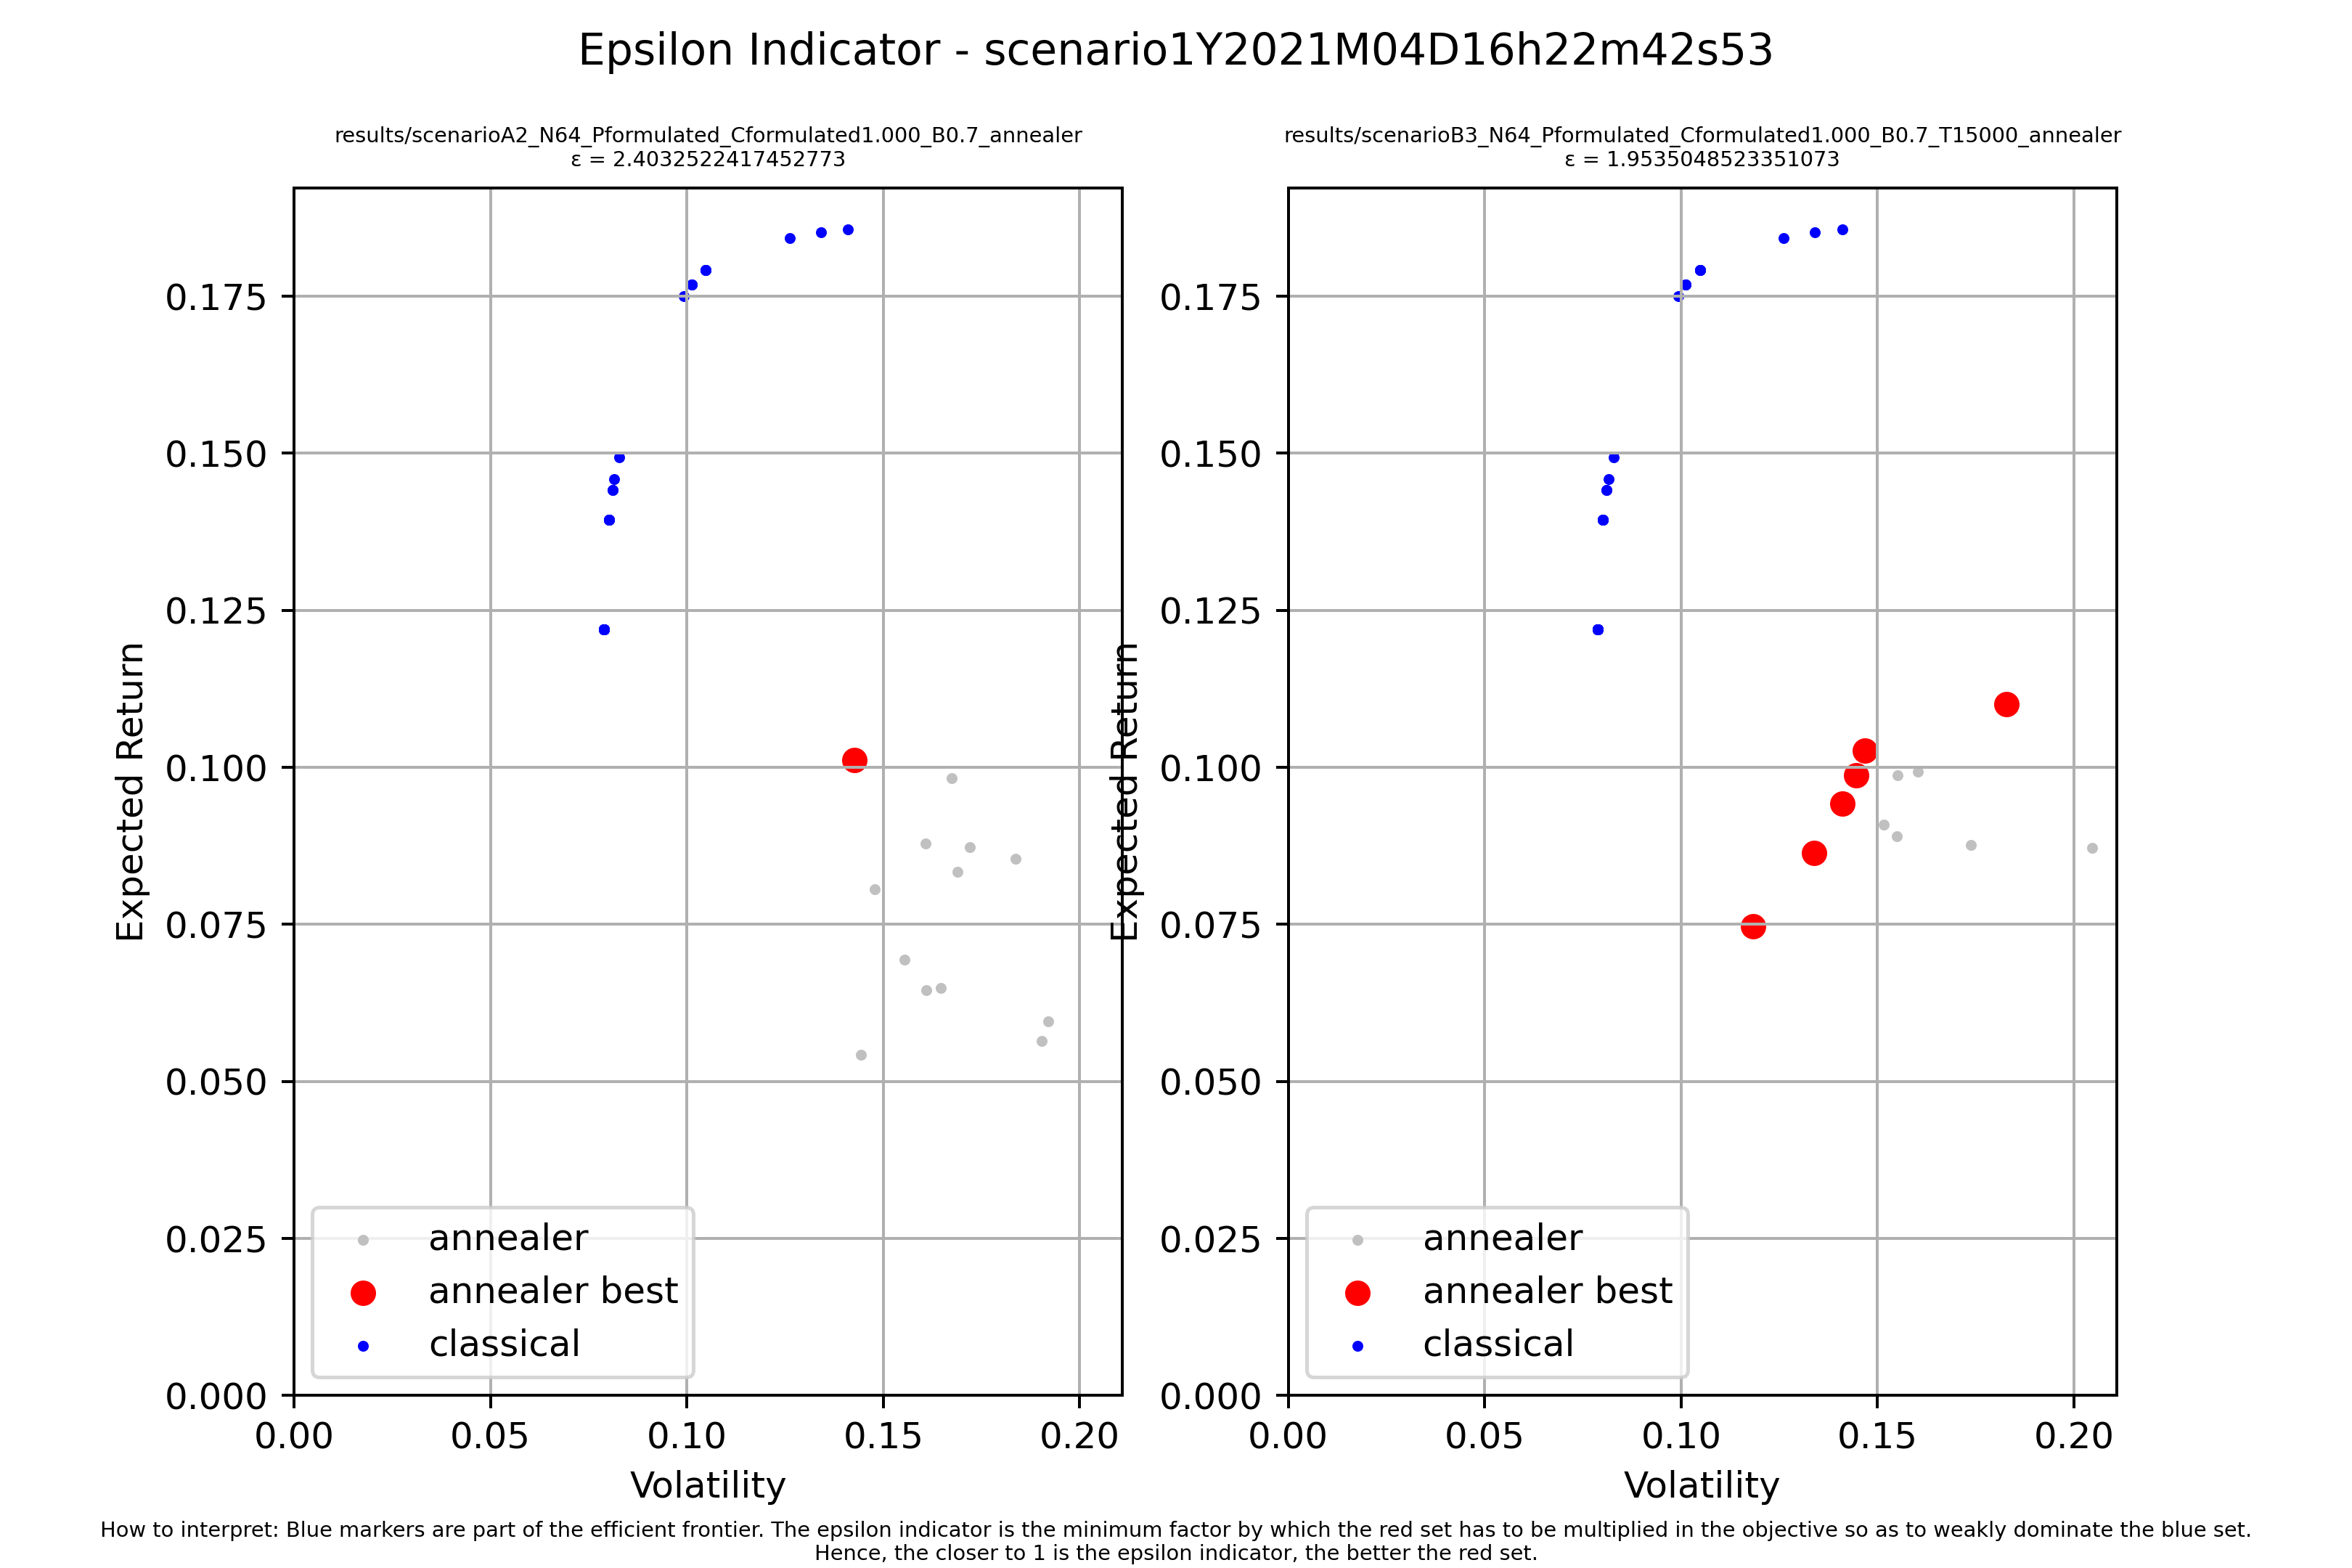 Epsilon Indicator - scenario1Y2021M04D16h22m42s53
results/scenarioA2_N64_Pformulated_Cformulated1.000_B0.7_annealer
ε = 2.4032522417452773
0.175
0.150
0.125
0.100
0.075
0.050
0.025
0.000
Expected Return
annealer
annealer best
classical
0.00 0.05 0.10 0.15 0.20
Volatility
results/scenarioB3_N64_Pformulated_Cformulated1.000_B0.7_T15000_annealer
ε = 1.9535048523351073
0.175
0.150
0.125
0.100
0.075
0.050
0.025
0.000
Expected Return
annealer
annealer best
classical
0.00 0.05 0.10 0.15 0.20
Volatility
How to interpret: Blue markers are part of the efficient frontier. The epsilon indicator is the minimum factor by which the red set has to be multiplied in the objective so as to weakly dominate the blue set.
Hence, the closer to 1 is the epsilon indicator, the better the red set.